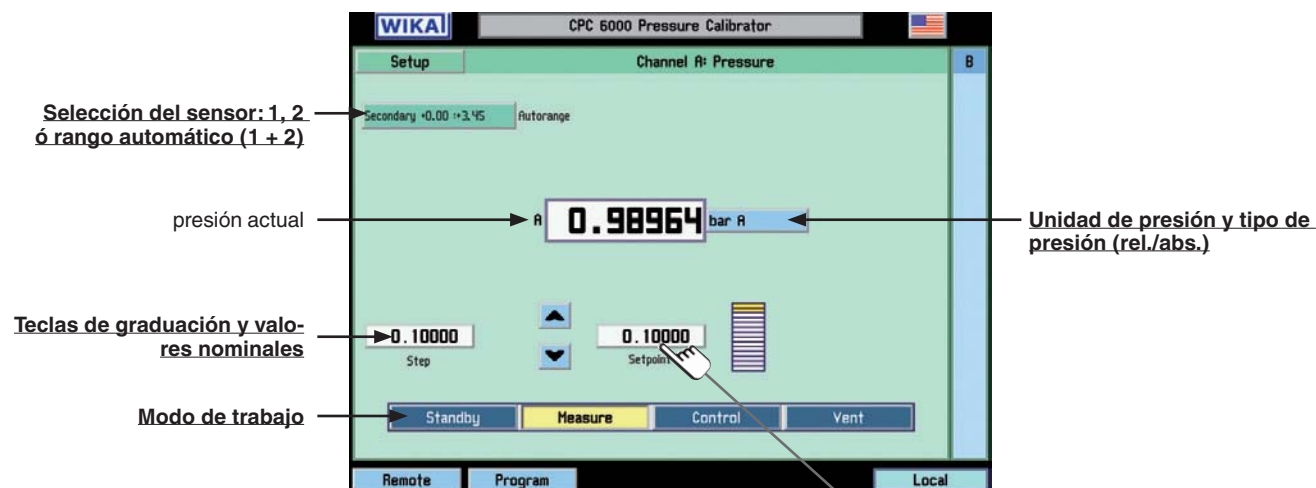 WIKA
CPC 6000 Pressure Calibrator
Setup
Channel A: Pressure
B
Selección del sensor: 1, 2
ó rango automático (1 + 2)
Secondary +0.00 :+3.45
Autorange
presión actual
A
0.98964
bar A
Unidad de presión y tipo de
presión (rel./abs.)
Teclas de graduación y valo-
res nominales
0.10000
Step
0.10000
Setpoint
Modo de trabajo
Standby
Measure
Control
Vent
Remote
Program
Local